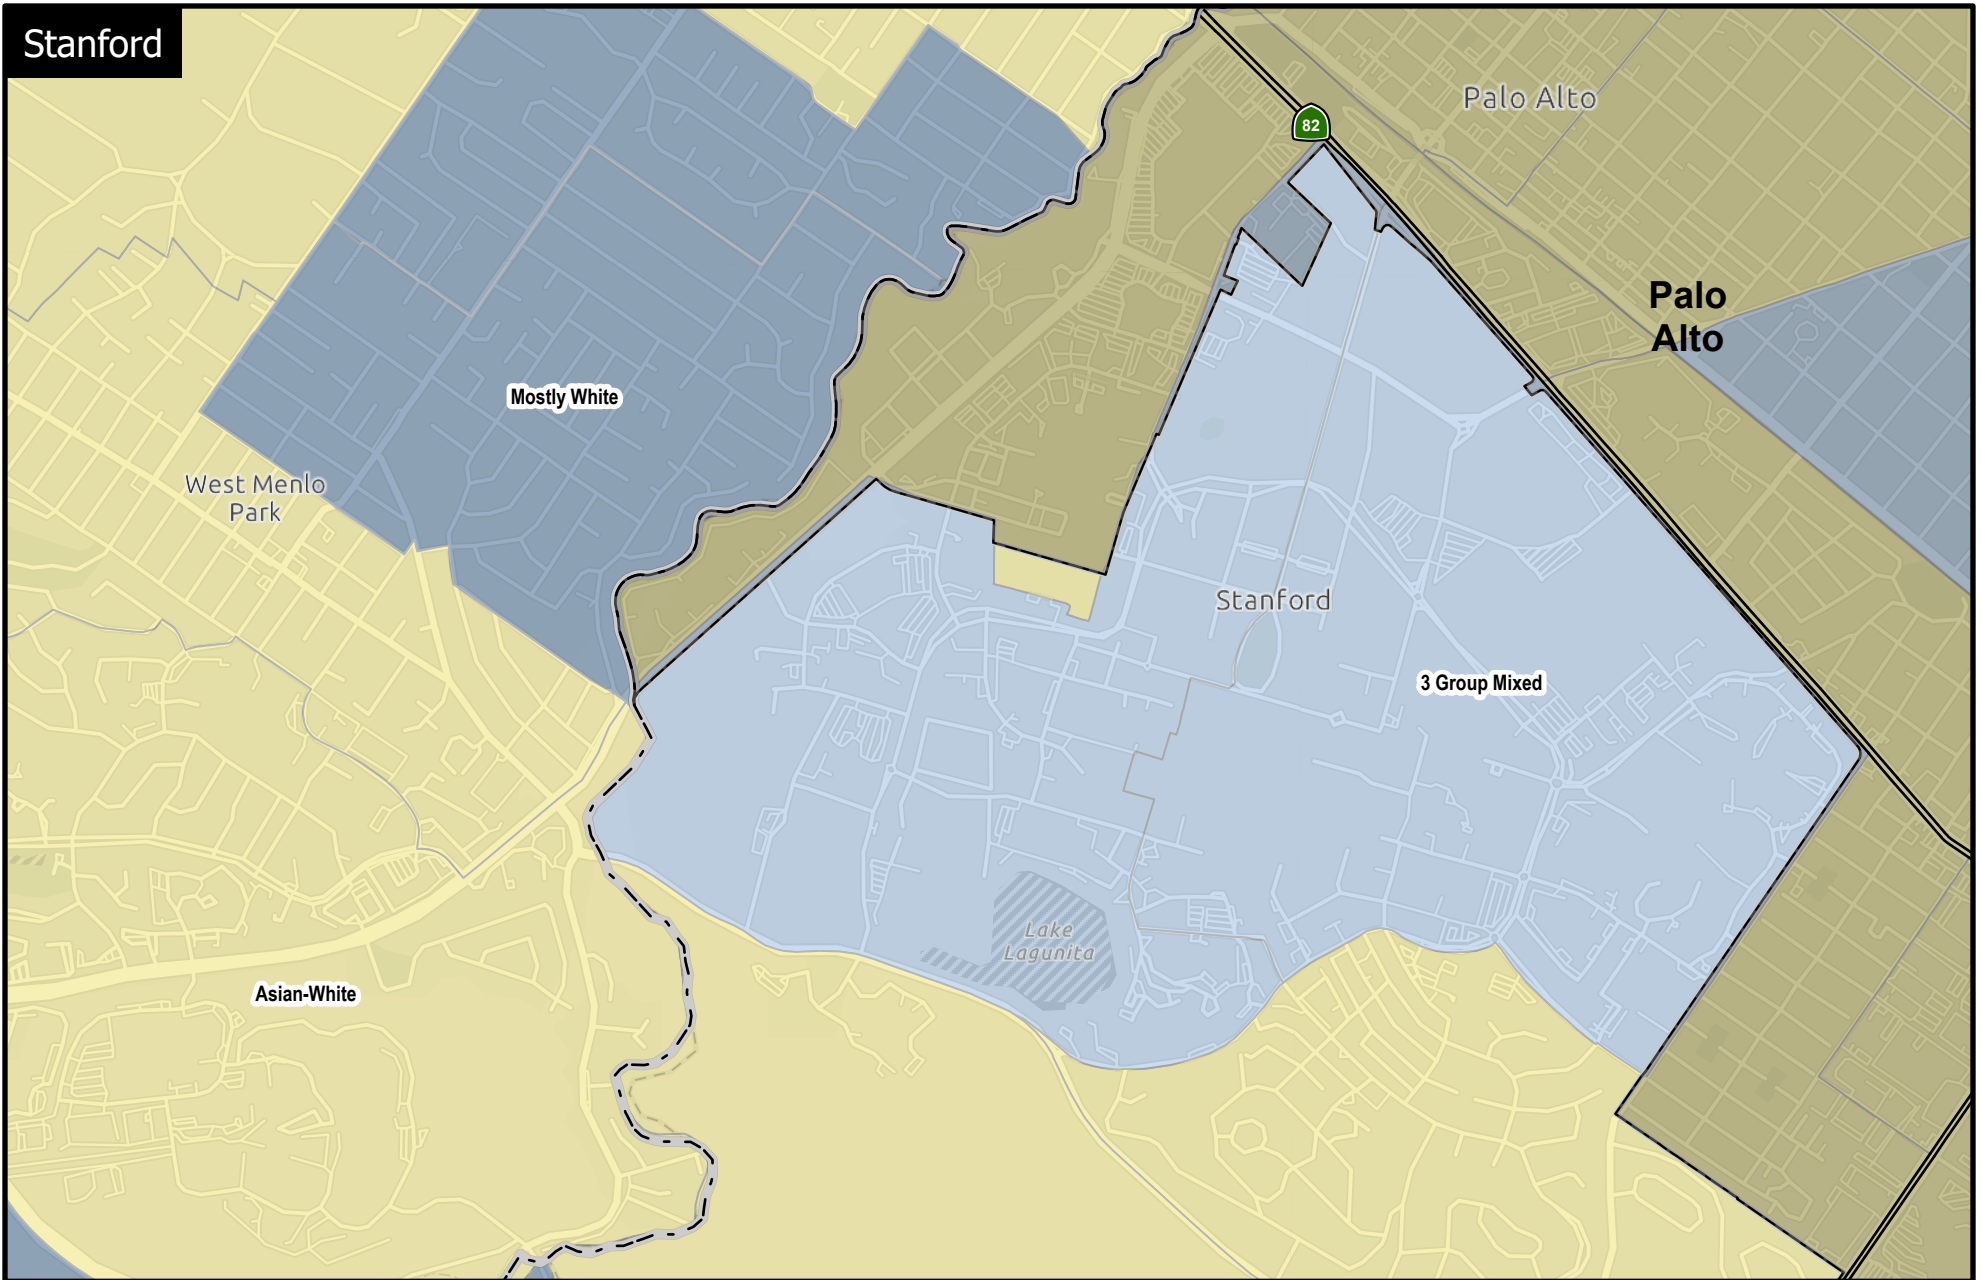 Stanford
Palo Alto
82
Palo
Alto
Mostly White
West Menlo
Park
Stanford
3 Group Mixed
Lake
Lagunita
Asian-White